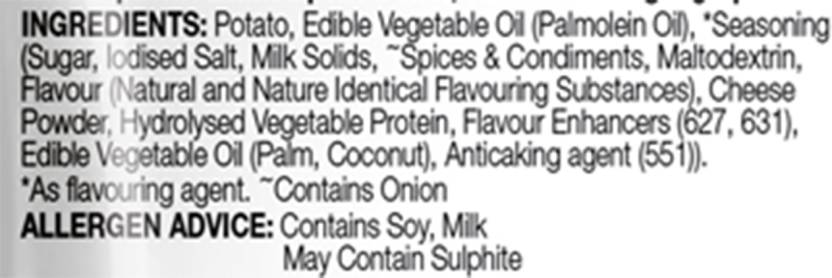 INGREDIENTS: Potato, Edible Vegetable Oil (Palmolein Oil), *Seasoning
(Sugar, Iodised Salt, Milk Solids, ~Spices & Condiments, Maltodextrin,
Flavour (Natural and Nature Identical Flavouring Substances), Cheese
Powder, Hydrolysed Vegetable Protein, Flavour Enhancers (627, 631),
Edible Vegetable Oil (Palm, Coconut), Anticaking agent (551)).
*As flavouring agent. ~Contains Onion
ALLERGEN ADVICE: Contains Soy, Milk
May Contain Sulphite